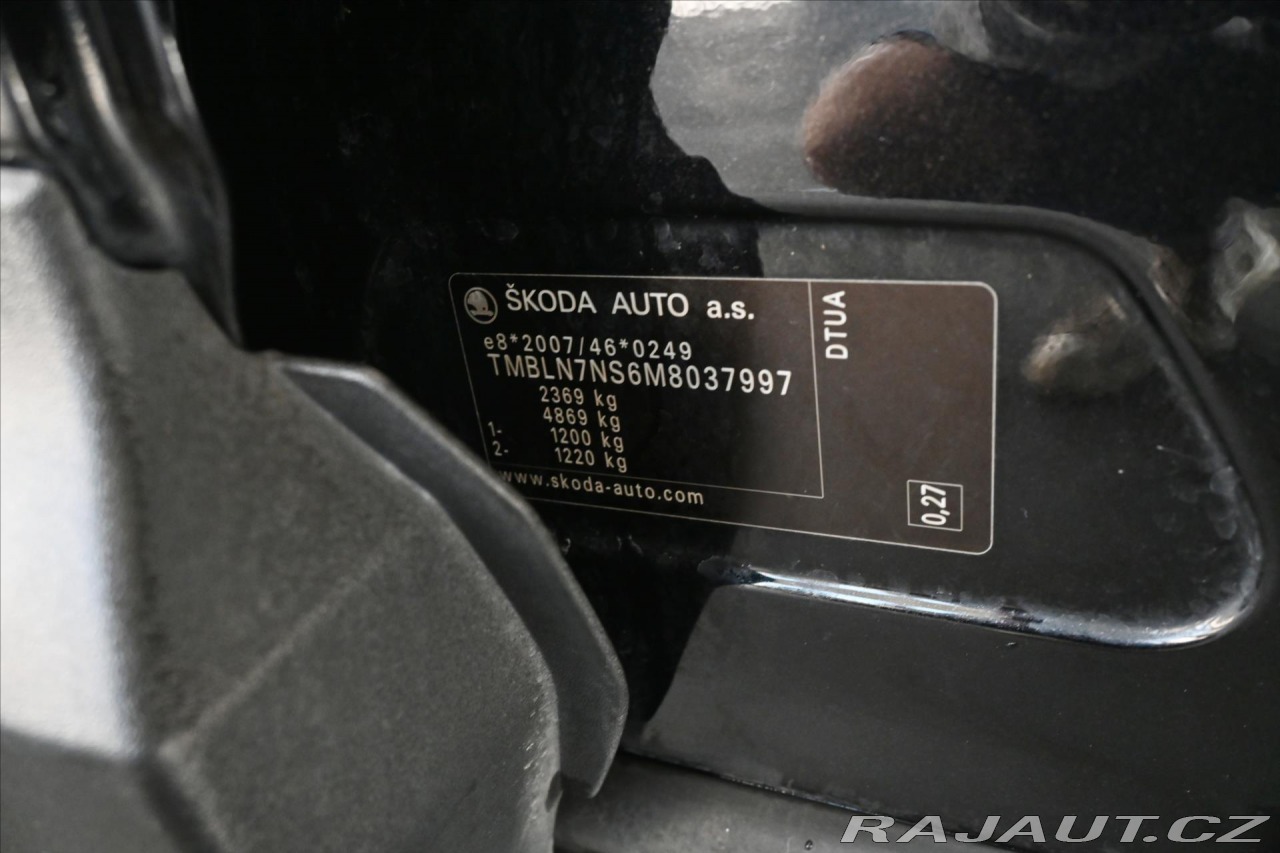 ŠKODA AUTO a.s.
e8*2007/46*0249
TMBLN7NS6M8037997
2369 kg
4869 kg
1- 1200 kg
2- 1220 kg
www.skoda-auto.com
DTUA
0,27
RAJAUT.CZ